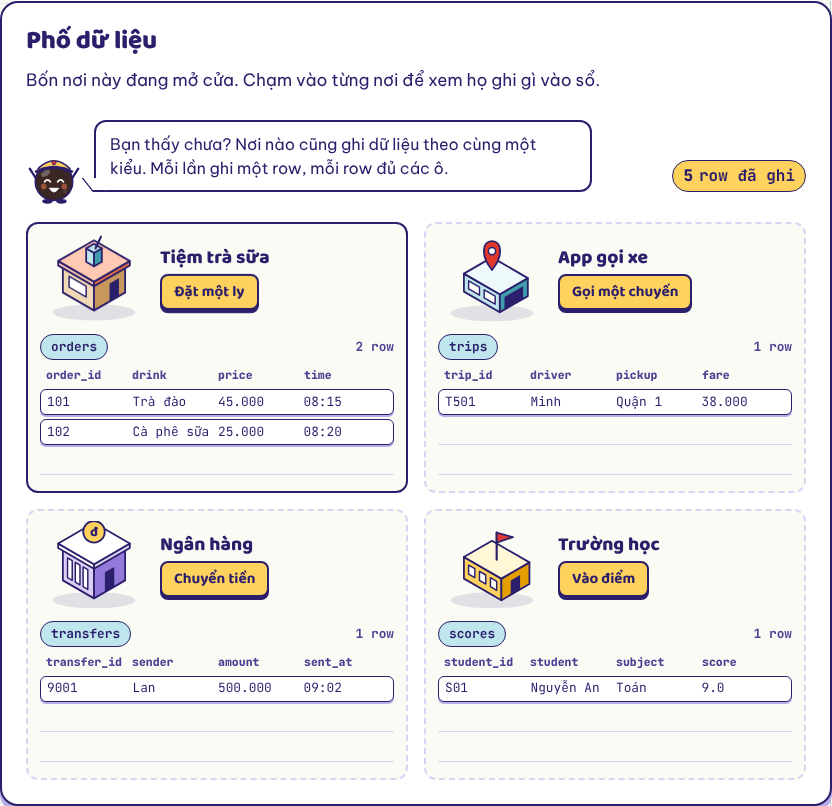 Phố dữ liệu
Bốn nơi này đang mở cửa. Chạm vào từng nơi để xem họ ghi gì vào sổ.
Bạn thấy chưa? Nơi nào cũng ghi dữ liệu theo cùng một
kiểu. Mỗi lần ghi một row, mỗi row đủ các ô.
5 row đã ghi
Tiệm trà sữa
Đặt một ly
orders
2 row
order_id drink price time
101 Trà đào 45.000 08:15
102 Cà phê sữa 25.000 08:20
App gọi xe
Gọi một chuyến
trips
1 row
trip_id driver pickup fare
T501 Minh Quận 1 38.000
đ
Ngân hàng
Chuyển tiền
transfers
1 row
transfer_id sender amount sent_at
9001 Lan 500.000 09:02
Trường học
Vào điểm
scores
1 row
student_id student subject score
S01 Nguyễn An Toán 9.0